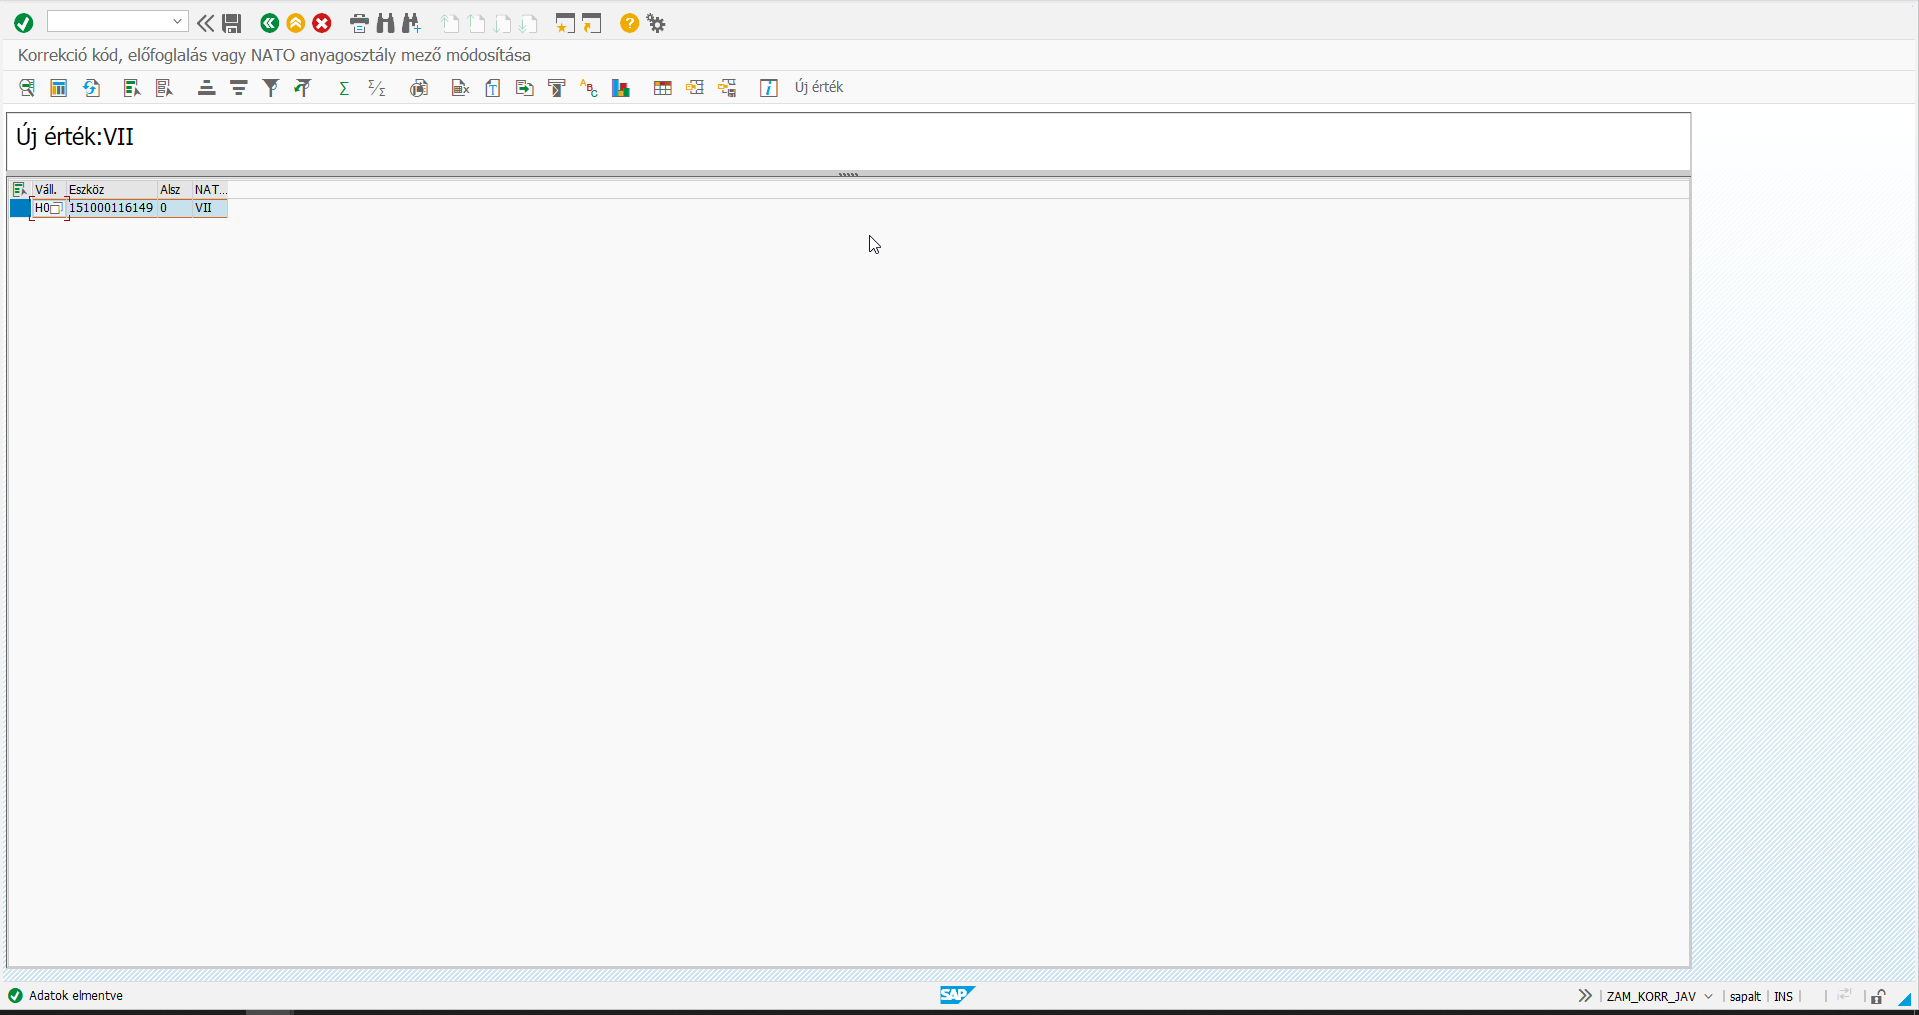 Korrekció kód, előfoglalás vagy NATO anyagosztály mező módosítása
Új érték
Új érték:VII
Váll. Eszköz Alsz NAT...
H0 151000116149 0 VII
Adatok elmentve
SAP
ZAM_KORR_JAV sapalt INS